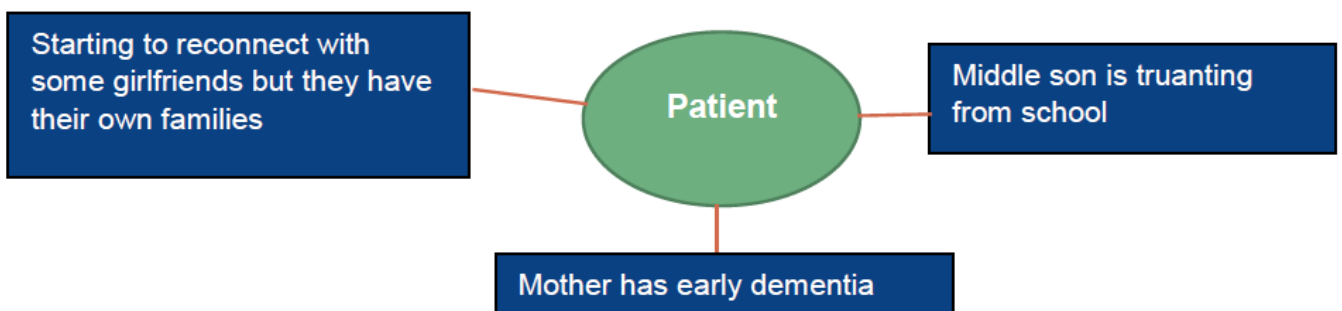 Starting to reconnect with
some girlfriends but they have
their own families
Patient
Middle son is truanting
from school
Mother has early dementia